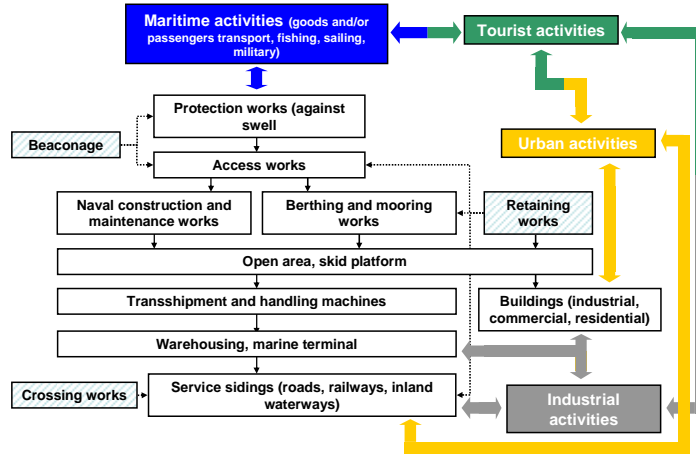 Maritime activities (goods and/or
passengers transport, fishing, sailing,
military)
Tourist activities
Protection works (against
swell
Beaconage
Urban activities
Access works
Naval construction and
maintenance works
Berthing and mooring
works
Retaining
works
Open area, skid platform
Transshipment and handling machines
Buildings (industrial,
commercial, residential)
Warehousing, marine terminal
Crossing works
Service sidings (roads, railways, inland
waterways)
Industrial
activities